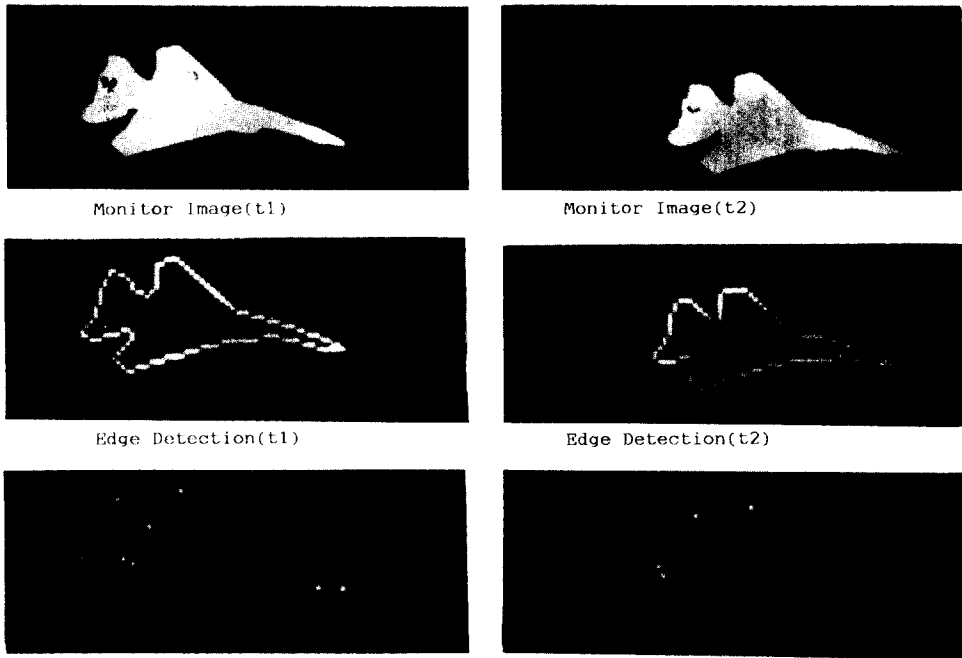 Monitor Image(t1)
Monitor Image(t2)
Edge Detection(t1)
Edge Detection(t2)